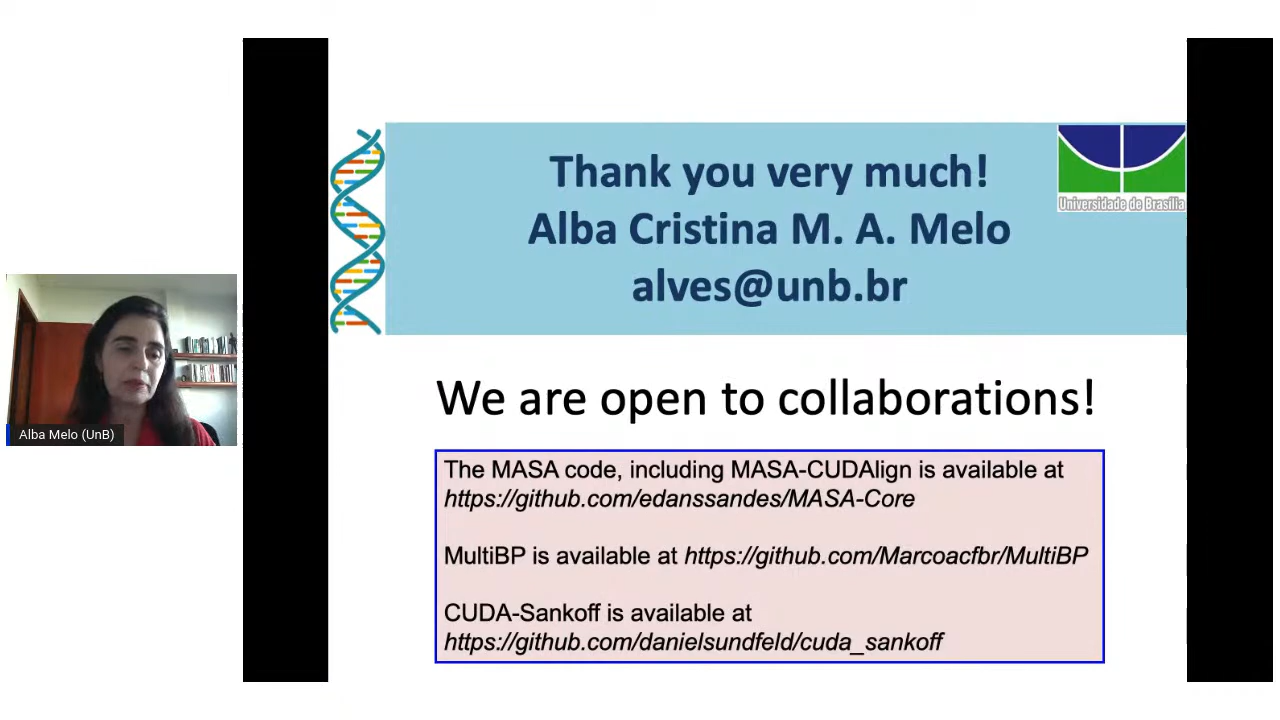 Thank you very much!
Alba Cristina M. A. Melo
alves@unb.br
Universidade de Brasília
We are open to collaborations!
The MASA code, including MASA-CUDAlign is available at
https://github.com/edanssandes/MASA-Core
MultiBP is available at https://github.com/Marcoacfbr/MultiBP
CUDA-Sankoff is available at
https://github.com/danielsundfeld/cuda_sankoff
Alba Melo (UnB)